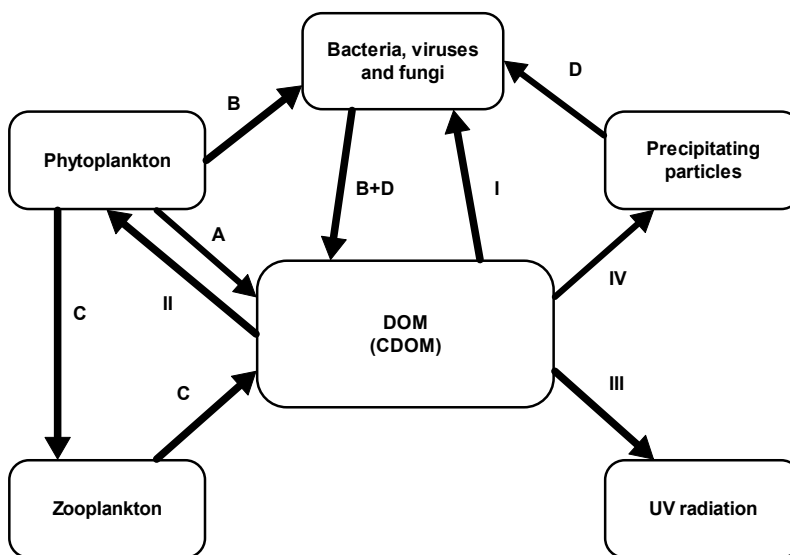 Bacteria, viruses
and fungi
B
D
Phytoplankton
Precipitating
particles
B+D
I
A
II
IV
C
DOM
(CDOM)
C
III
Zooplankton
UV radiation